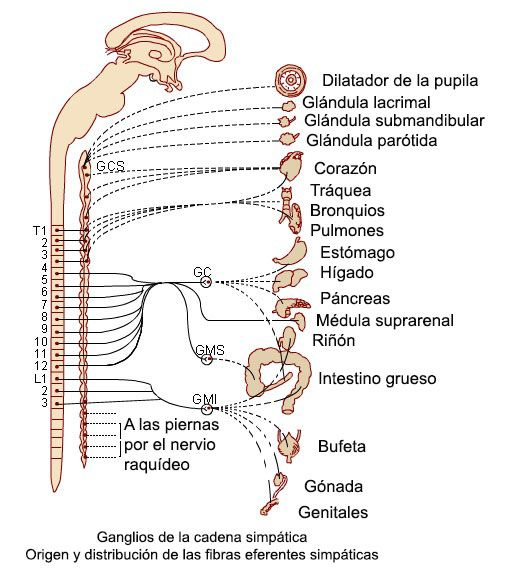 Dilatador de la pupila
Glándula lacrimal
Glándula submandibular
Glándula parótida
GCS
Corazón
Tráquea
Bronquios
Pulmones
T1
2
3
4
5
6
7
8
9
10
11
12
L1
2
3
GC
GMS
GMI
Estómago
Hígado
Páncreas
Médula suprarenal
Riñón
Intestino grueso
Bufeta
Gónada
Genitales
A las piernas
por el nervio
raquídeo
Ganglios de la cadena simpática
Origen y distribución de las fibras eferentes simpáticas